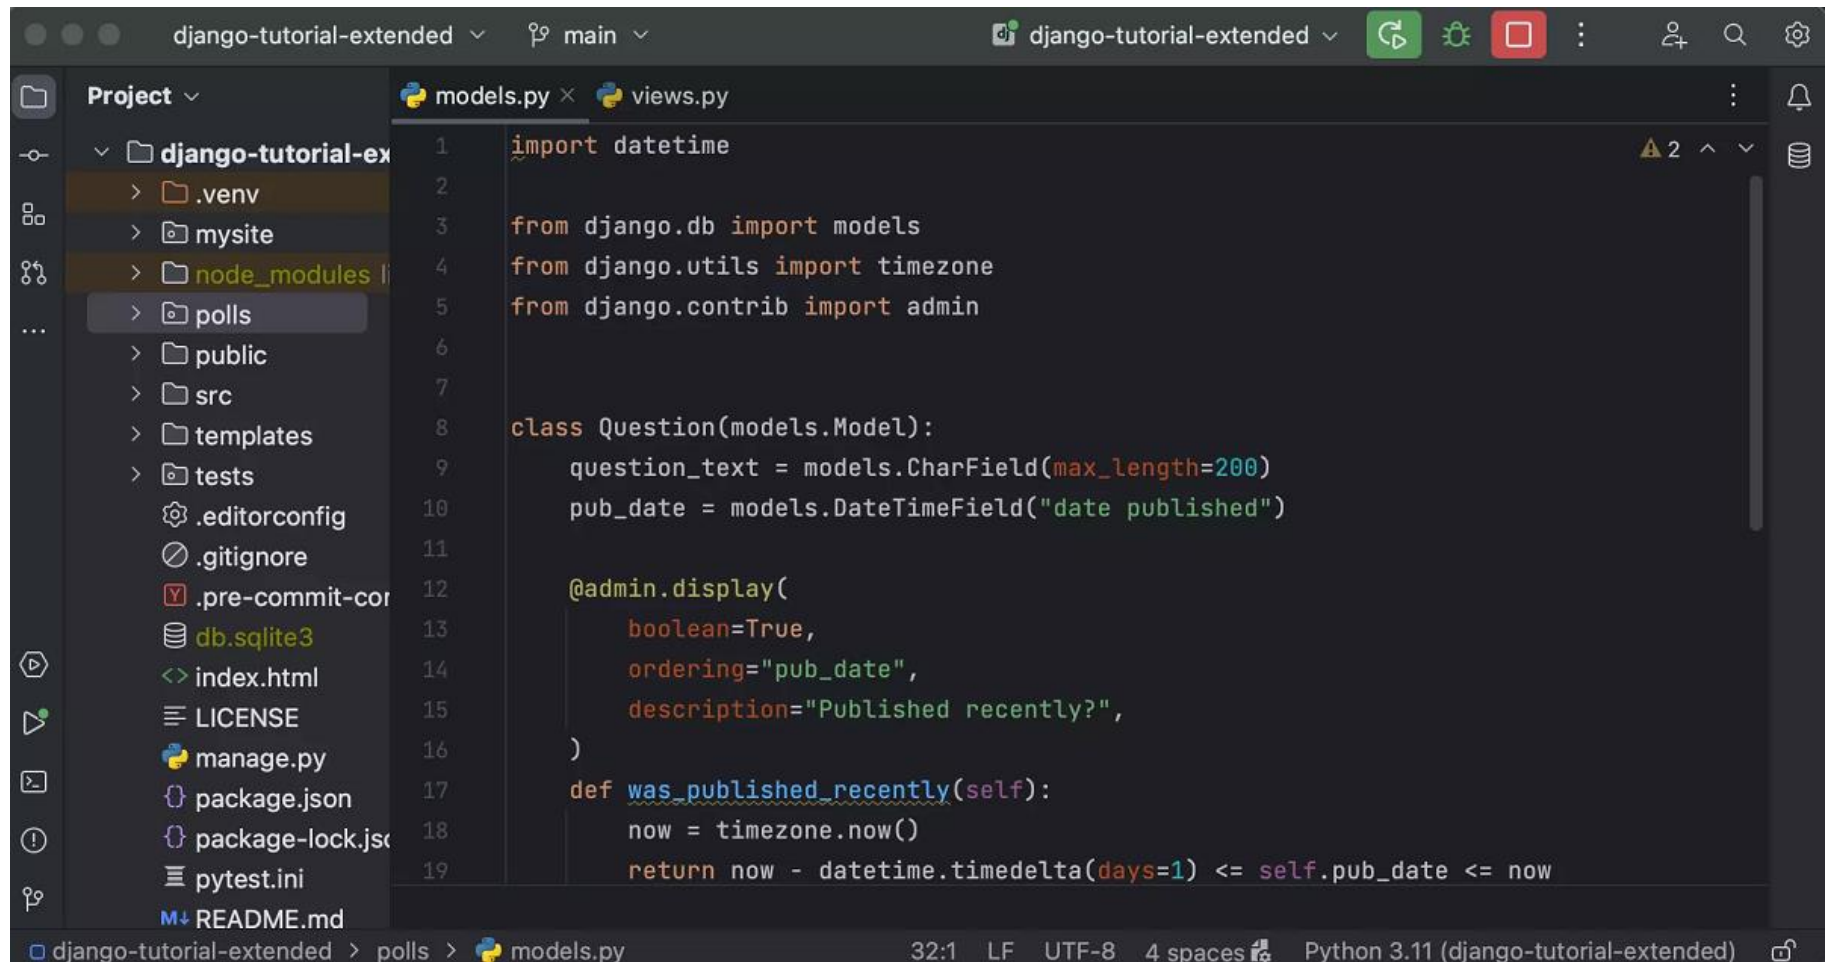 django-tutorial-extended main django-tutorial-extended
Project
models.py views.py
django-tutorial-ex
.venv
mysite
node_modules li
polls
public
src
templates
tests
.editorconfig
.gitignore
.pre-commit-cor
db.sqlite3
index.html
LICENSE
manage.py
package.json
package-lock.jso
pytest.ini
README.md
2
1 import datetime
2
3 from django.db import models
4 from django.utils import timezone
5 from django.contrib import admin
6
7
8 class Question(models.Model):
9 question_text = models.CharField(max_length=200)
10 pub_date = models.DateTimeField("date published")
11
12 @admin.display(
13 boolean=True,
14 ordering="pub_date",
15 description="Published recently?",
16 )
17 def was_published_recently(self):
18 now = timezone.now()
19 return now - datetime.timedelta(days=1) <= self.pub_date <= now
django-tutorial-extended > polls > models.py 32:1 LF UTF-8 4 spaces Python 3.11 (django-tutorial-extended)